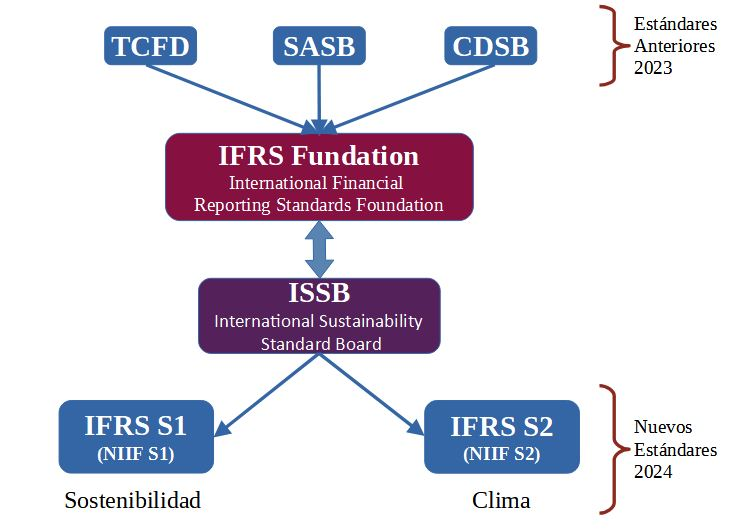 TCFD
SASB
CDSB
Estándares
Anteriores
2023
IFRS Fundation
International Financial
Reporting Standards Foundation
ISSB
International Sustainability
Standard Board
IFRS S1
(NIIF S1)
IFRS S2
(NIIF S2)
Nuevos
Estándares
2024
Sostenibilidad
Clima